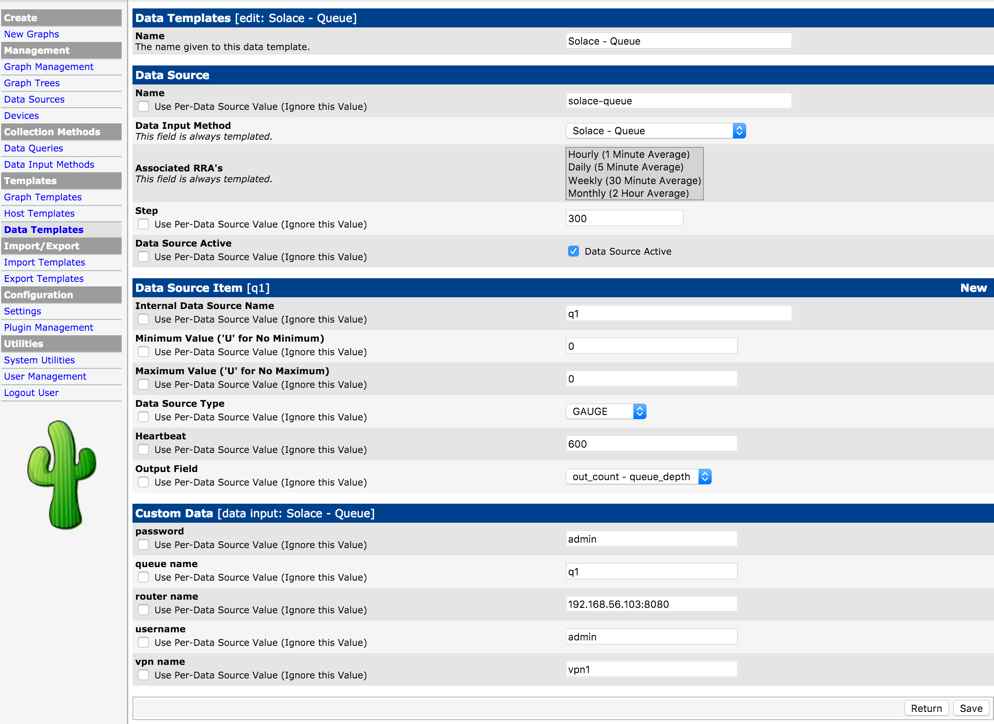 Create
New Graphs
Management
Graph Management
Graph Trees
Data Sources
Devices
Collection Methods
Data Queries
Data Input Methods
Templates
Graph Templates
Host Templates
Data Templates
Import/Export
Import Templates
Export Templates
Configuration
Settings
Plugin Management
Utilities
System Utilities
User Management
Logout User
Data Templates [edit: Solace - Queue]
Name
The name given to this data template.
Solace - Queue
Data Source
Name
Use Per-Data Source Value (Ignore this Value)
solace-queue
Data Input Method
This field is always templated.
Solace - Queue
Associated RRA's
This field is always templated.
Hourly (1 Minute Average)
Daily (5 Minute Average)
Weekly (30 Minute Average)
Monthly (2 Hour Average)
Step
Use Per-Data Source Value (Ignore this Value)
300
Data Source Active
Use Per-Data Source Value (Ignore this Value)
Data Source Active
Data Source Item [q1] New
Internal Data Source Name
Use Per-Data Source Value (Ignore this Value)
q1
Minimum Value ('U' for No Minimum)
Use Per-Data Source Value (Ignore this Value)
0
Maximum Value ('U' for No Maximum)
Use Per-Data Source Value (Ignore this Value)
0
Data Source Type
Use Per-Data Source Value (Ignore this Value)
GAUGE
Heartbeat
Use Per-Data Source Value (Ignore this Value)
600
Output Field
Use Per-Data Source Value (Ignore this Value)
out_count - queue_depth
Custom Data [data input: Solace - Queue]
password
Use Per-Data Source Value (Ignore this Value)
admin
queue name
Use Per-Data Source Value (Ignore this Value)
q1
router name
Use Per-Data Source Value (Ignore this Value)
192.168.56.103:8080
username
Use Per-Data Source Value (Ignore this Value)
admin
vpn name
Use Per-Data Source Value (Ignore this Value)
vpn1
Return Save